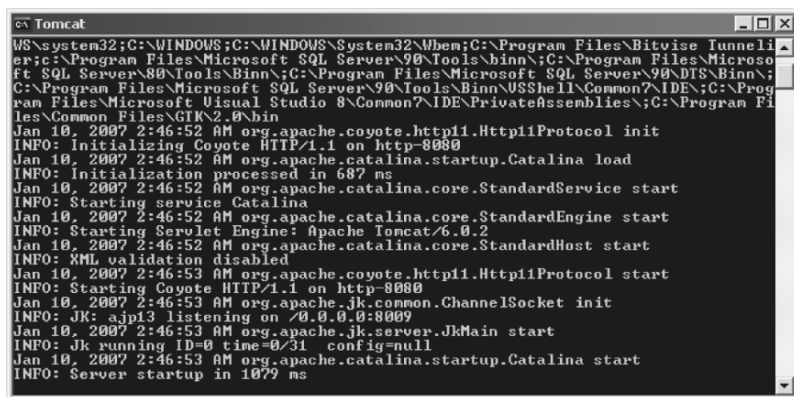 Tomcat
WS\system32;C:\WINDOWS;C:\WINDOWS\System32\Wbem;C:\Program Files\Bitvise Tunneli
er;c:\Program Files\Microsoft SQL Server\90\Tools\binn\;C:\Program Files\Microso
ft SQL Server\80\Tools\Binn\;C:\Program Files\Microsoft SQL Server\90\DTS\Binn\;
C:\Program Files\Microsoft SQL Server\90\Tools\Binn\VSShell\Common7\IDE\;C:\Prog
ram Files\Microsoft Visual Studio 8\Common7\IDE\PrivateAssemblies\;C:\Program Fi
les\Common Files\GTK\2.0\bin
Jan 10, 2007 2:46:52 AM org.apache.coyote.http11.Http11Protocol init
INFO: Initializing Coyote HTTP/1.1 on http-8080
Jan 10, 2007 2:46:52 AM org.apache.catalina.startup.Catalina load
INFO: Initialization processed in 687 ms
Jan 10, 2007 2:46:52 AM org.apache.catalina.core.StandardService start
INFO: Starting service Catalina
Jan 10, 2007 2:46:52 AM org.apache.catalina.core.StandardEngine start
INFO: Starting Servlet Engine: Apache Tomcat/6.0.2
Jan 10, 2007 2:46:52 AM org.apache.catalina.core.StandardHost start
INFO: XML validation disabled
Jan 10, 2007 2:46:53 AM org.apache.coyote.http11.Http11Protocol start
INFO: Starting Coyote HTTP/1.1 on http-8080
Jan 10, 2007 2:46:53 AM org.apache.jk.common.ChannelSocket init
INFO: JK: ajp13 listening on /0.0.0.0:8009
Jan 10, 2007 2:46:53 AM org.apache.jk.server.JkMain start
INFO: Jk running ID=0 time=0/31  config=null
Jan 10, 2007 2:46:53 AM org.apache.catalina.startup.Catalina start
INFO: Server startup in 1079 ms